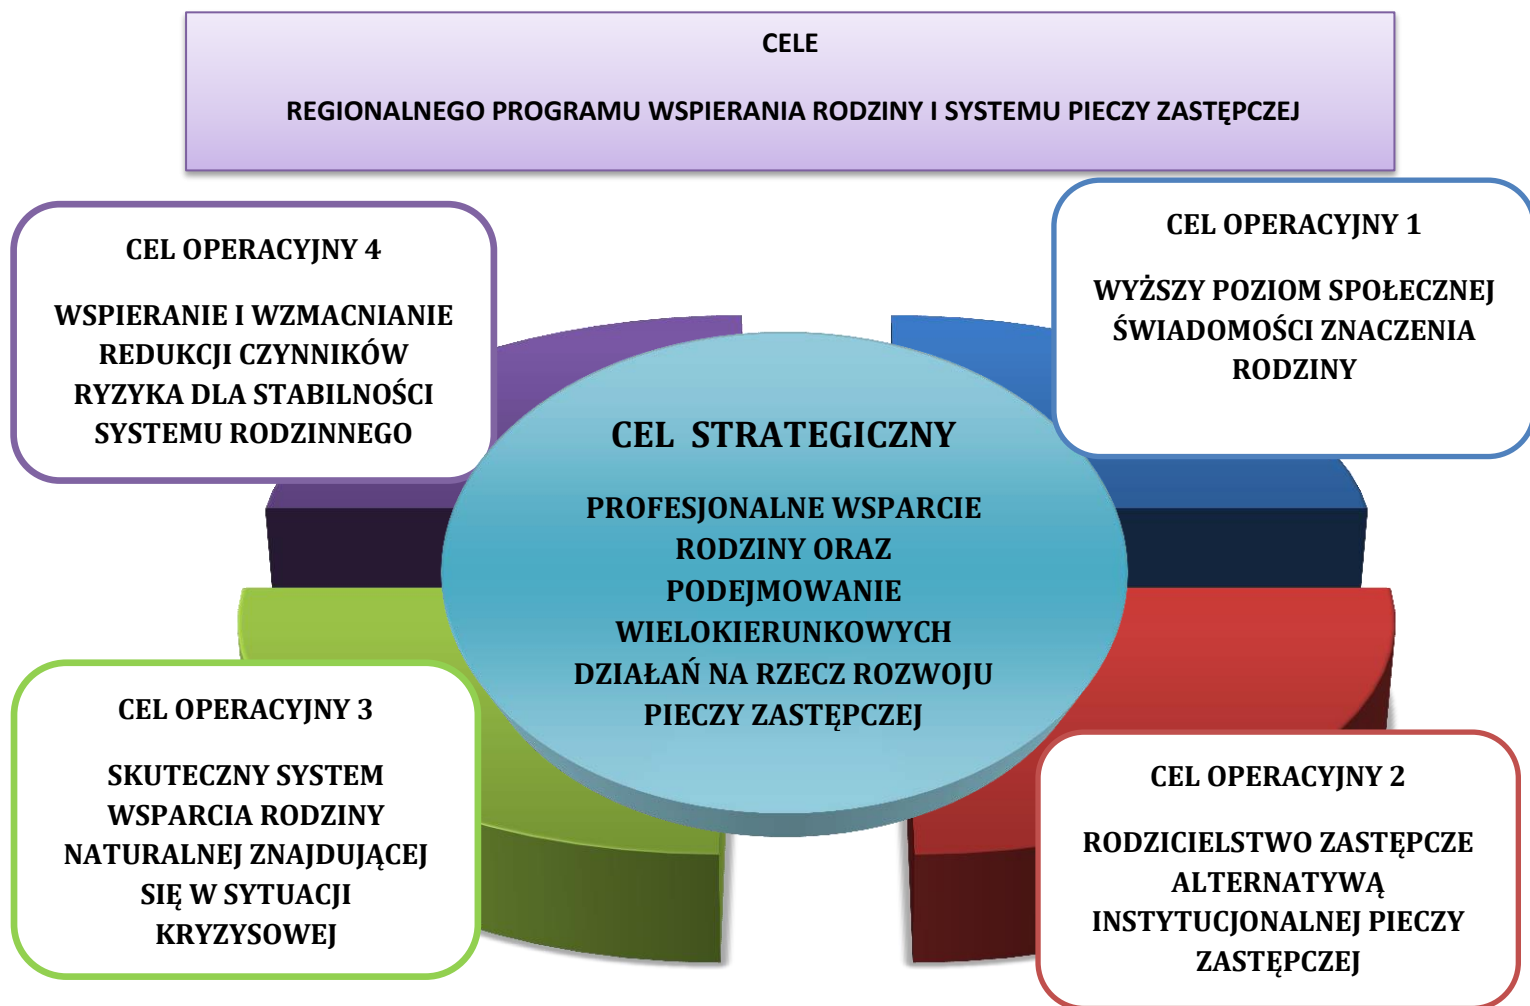 CELE
REGIONALNEGO PROGRAMU WSPIERANIA RODZINY I SYSTEMU PIECZY ZASTĘPCZEJ
CEL OPERACYJNY 4
WSPIERANIE I WZMACNIANIE
REDUKCJI CZYNNIKÓW
RYZYKA DLA STABILNOŚCI
SYSTEMU RODZINNEGO
CEL OPERACYJNY 1
WYŻSZY POZIOM SPOŁECZNEJ
ŚWIADOMOŚCI ZNACZENIA
RODZINY
CEL STRATEGICZNY
PROFESJONALNE WSPARCIE
RODZINY ORAZ
PODEJMOWANIE
WIELOKIERUNKOWYCH
DZIAŁAŃ NA RZECZ ROZWOJU
PIECZY ZASTĘPCZEJ
CEL OPERACYJNY 3
SKUTECZNY SYSTEM
WSPARCIA RODZINY
NATURALNEJ ZNAJDUJĄCEJ
SIĘ W SYTUACJI
KRYZYSOWEJ
CEL OPERACYJNY 2
RODZICIELSTWO ZASTĘPCZE
ALTERNATYWĄ
INSTYTUCJONALNEJ PIECZY
ZASTĘPCZEJ